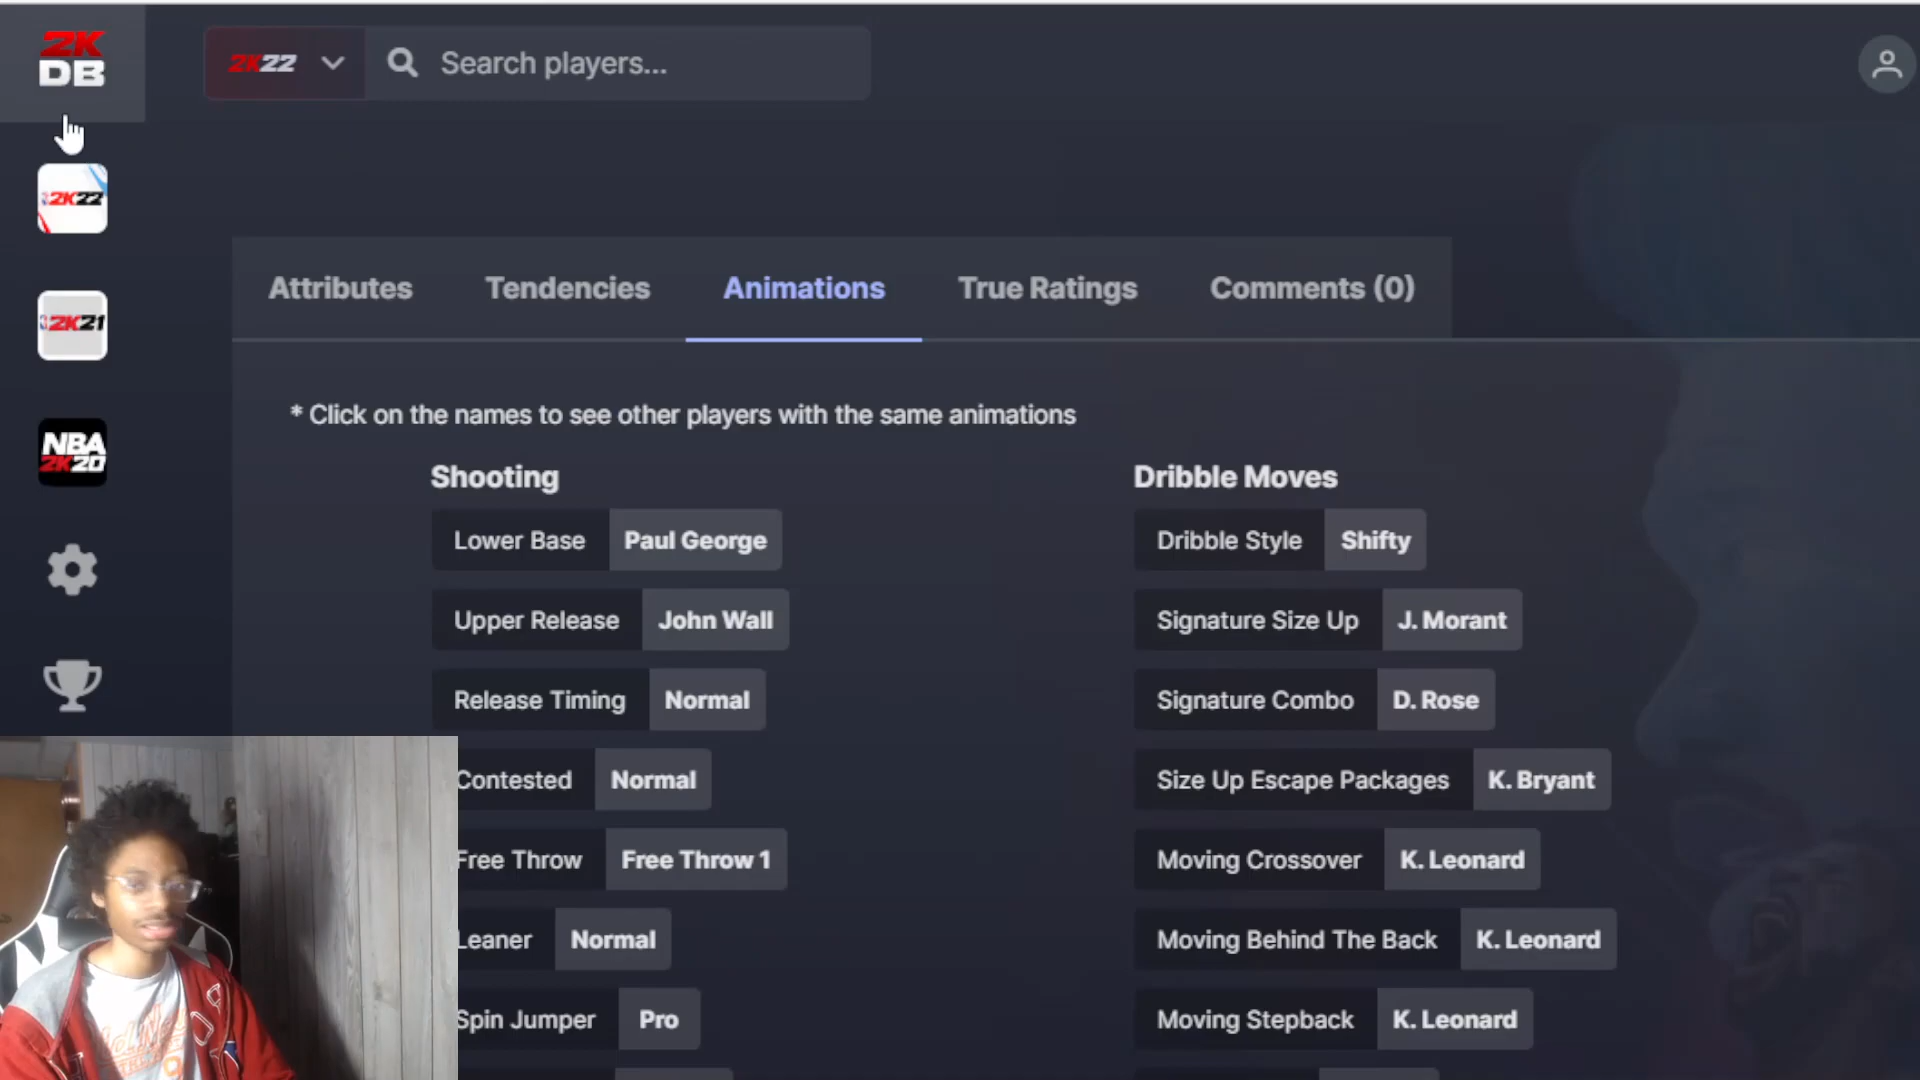 2K
DB
2K22
Search players...
2K22
2K21
NBA
2K20
Attributes
Tendencies
Animations
True Ratings
Comments (0)
* Click on the names to see other players with the same animations
Shooting
Lower Base Paul George
Upper Release John Wall
Release Timing Normal
Contested Normal
Free Throw Free Throw 1
Leaner Normal
Spin Jumper Pro
Dribble Moves
Dribble Style Shifty
Signature Size Up J. Morant
Signature Combo D. Rose
Size Up Escape Packages K. Bryant
Moving Crossover K. Leonard
Moving Behind The Back K. Leonard
Moving Stepback K. Leonard